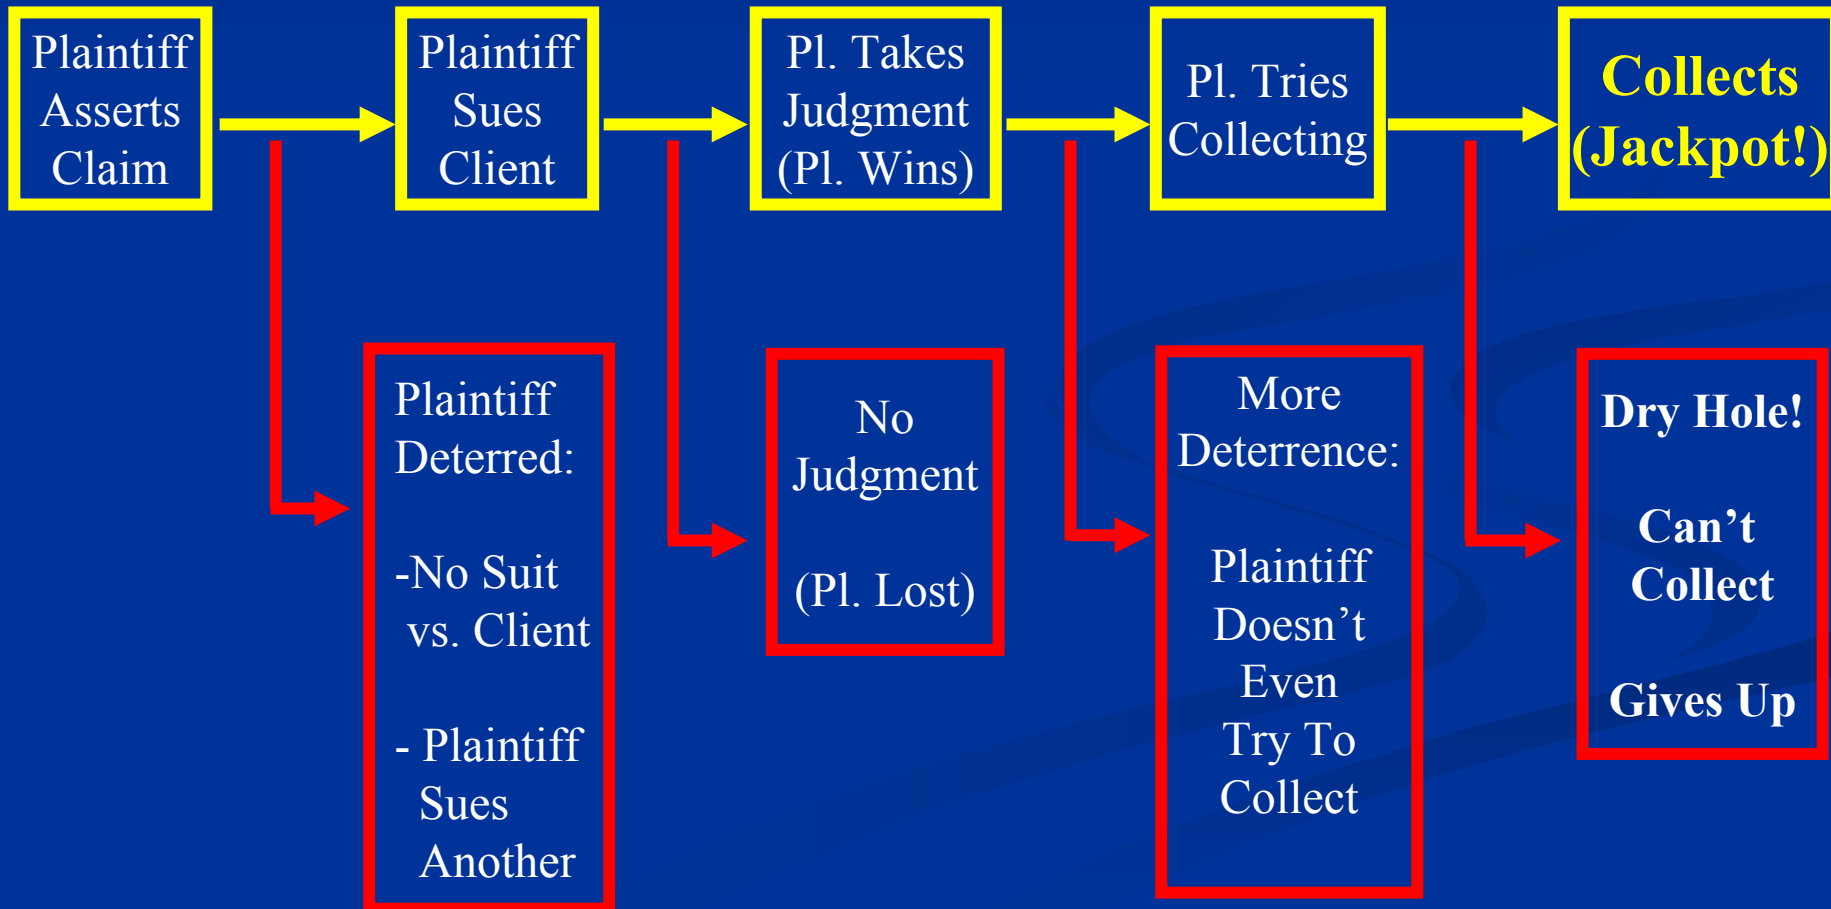 Plaintiff
Asserts
Claim
Plaintiff
Sues
Client
Pl. Takes
Judgment
(Pl. Wins)
Pl. Tries
Collecting
Collects
(Jackpot!)
Plaintiff
Deterred:
-No Suit
vs. Client
- Plaintiff
Sues
Another
No
Judgment
(Pl. Lost)
More
Deterrence:
Plaintiff
Doesn’t
Even
Try To
Collect
Dry Hole!
Can’t
Collect
Gives Up